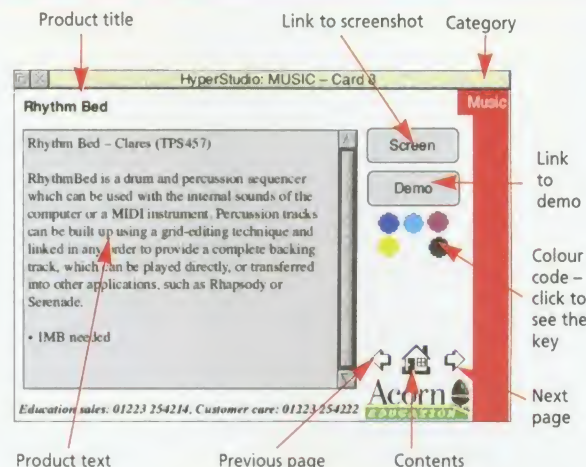 Product title
Link to screenshot
Category
HyperStudio: MUSIC – Card 8
Rhythm Bed
Music
Rhythm Bed – Clares (TPS457)
RhythmBed is a drum and percussion sequencer
which can be used with the internal sounds of the
computer or a MIDI instrument. Percussion tracks
can be built up using a grid-editing technique and
linked in any order to provide a complete backing
track, which can be played directly, or transferred
into other applications, such as Rhapsody or
Serenade.
• 1MB needed
Screen
Demo
Link
to
demo
Colour
code –
click to
see the
key
Acorn
EDUCATION
Next
page
Education sales: 01223 254214, Customer care: 01223 254222
Product text
Previous page
Contents